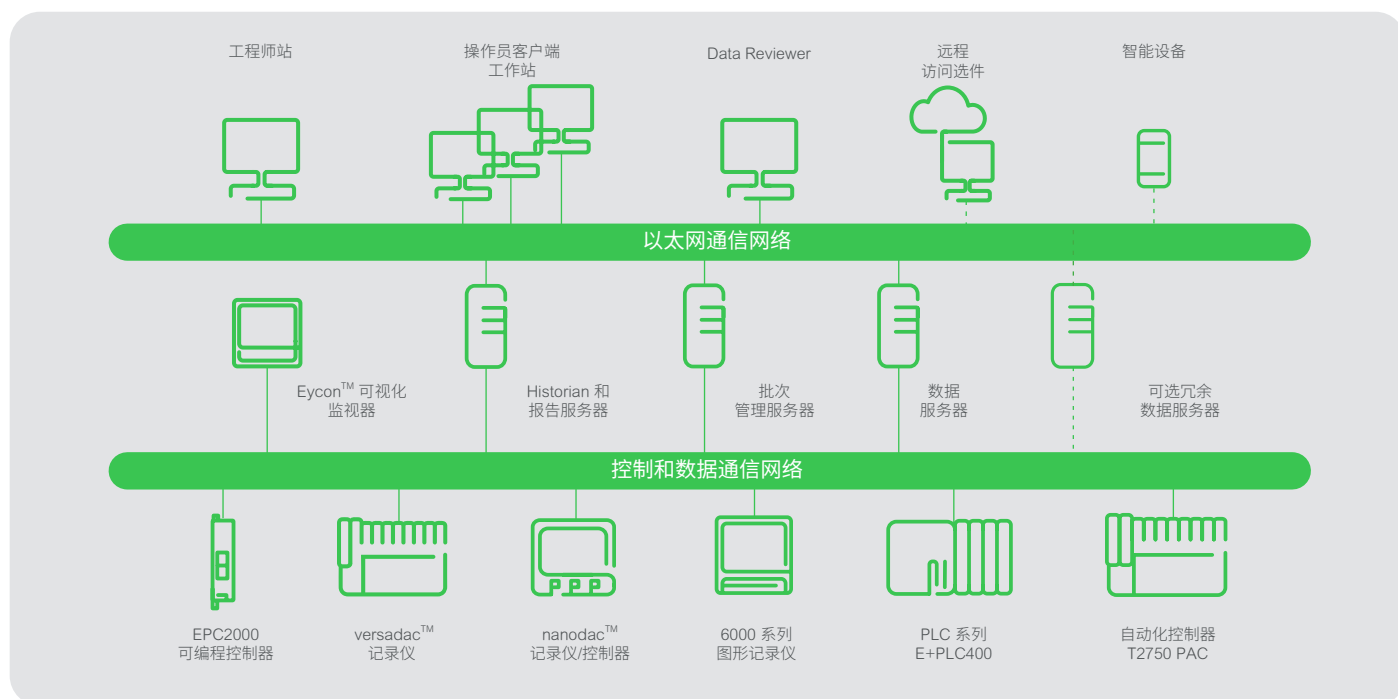 工程师站
操作员客户端
工作站
Data Reviewer
远程
访问选件
智能设备
以太网通信网络
Eycon™ 可视化
监视器
Historian 和
报告服务器
批次
管理服务器
数据
服务器
可选冗余
数据服务器
控制和数据通信网络
EPC2000
可编程控制器
versadac™
记录仪
nanodac™
记录仪/控制器
6000 系列
图形记录仪
PLC 系列
E+PLC400
自动化控制器
T2750 PAC